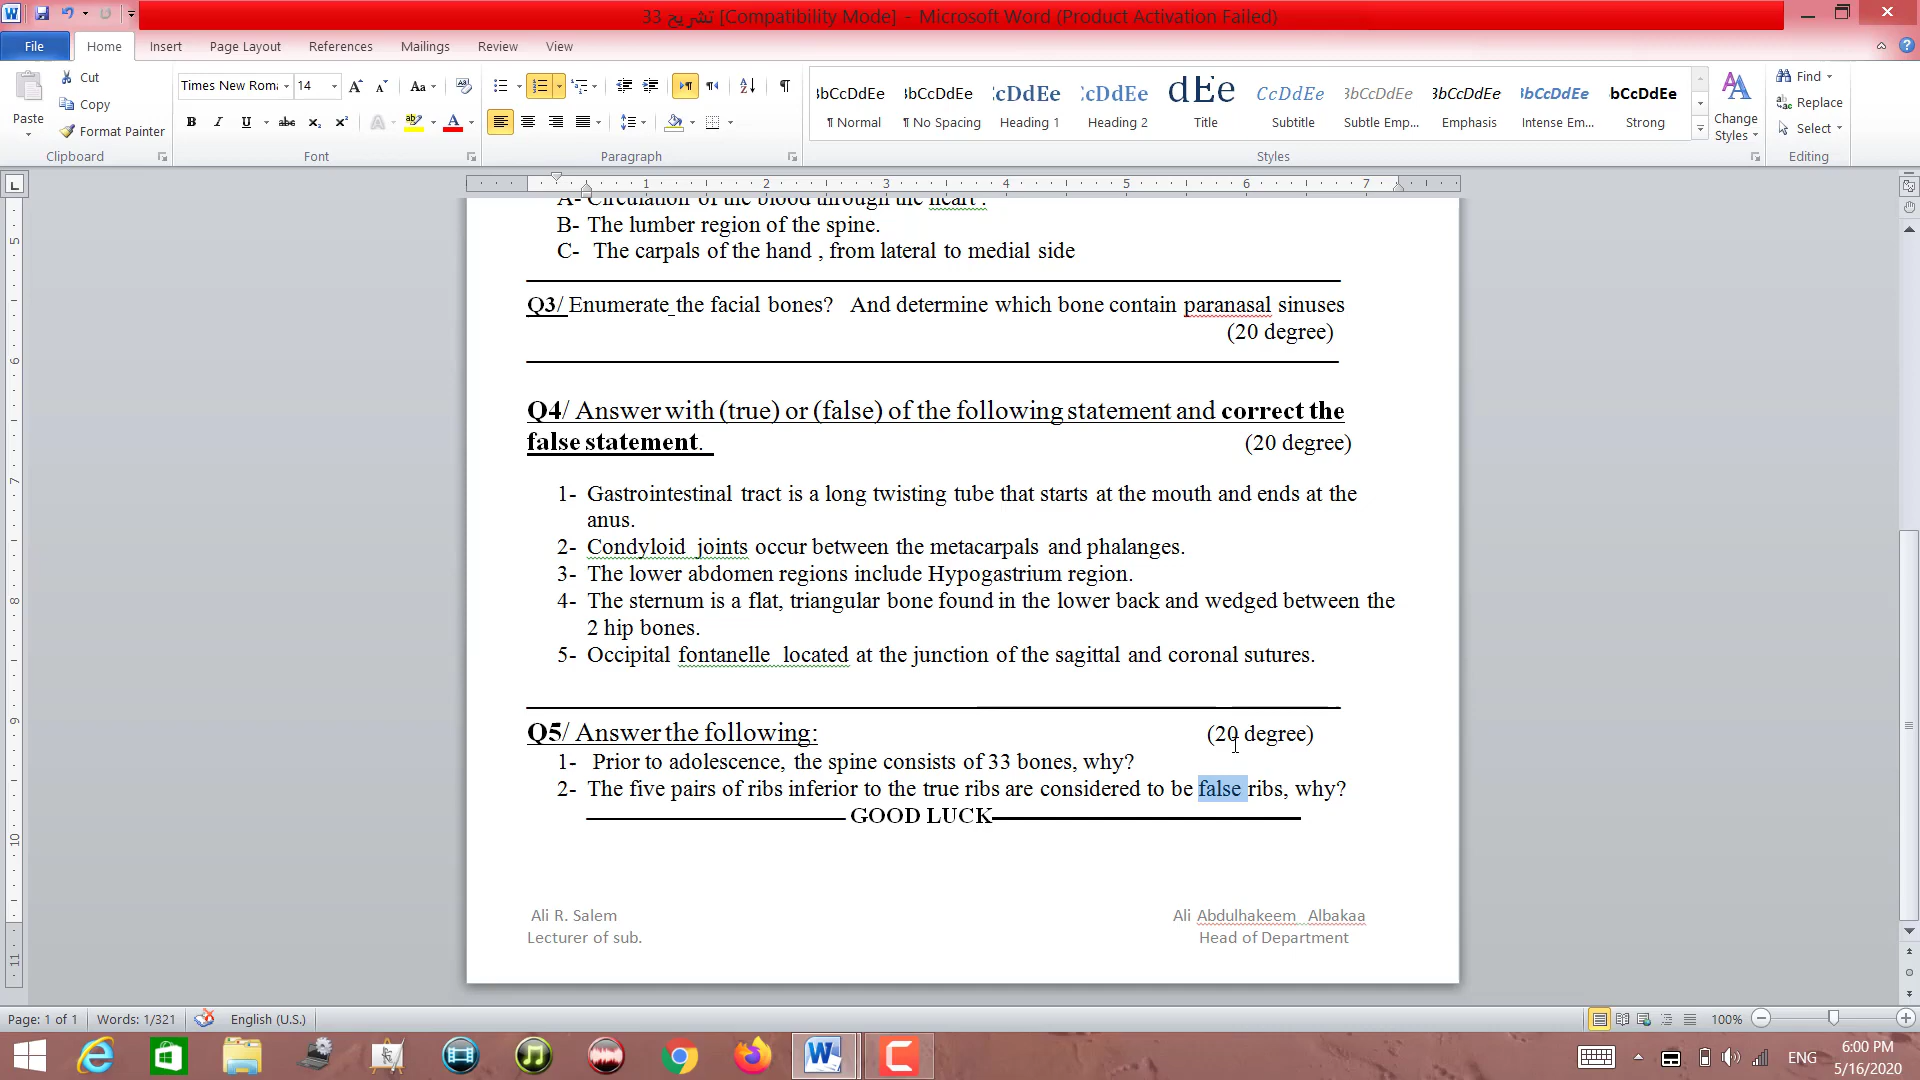 33 تشريح [Compatibility Mode] - Microsoft Word (Product Activation Failed)
File Home Insert Page Layout References Mailings Review View
Paste
Cut
Copy
Format Painter
Clipboard
Times New Rom 14
Font
Paragraph
¶ Normal
¶ No Spacing
Heading 1
Heading 2
Title
Subtitle
Subtle Emp...
Emphasis
Intense Em...
Strong
Change Styles
Styles
Find
Replace
Select
Editing
1 2 3 4 5 6 7
A- Circulation of the blood through the heart .
B- The lumber region of the spine.
C- The carpals of the hand , from lateral to medial side
Q3/ Enumerate the facial bones? And determine which bone contain paranasal sinuses
(20 degree)
Q4/ Answer with (true) or (false) of the following statement and correct the
false statement. (20 degree)
1- Gastrointestinal tract is a long twisting tube that starts at the mouth and ends at the
anus.
2- Condyloid joints occur between the metacarpals and phalanges.
3- The lower abdomen regions include Hypogastrium region.
4- The sternum is a flat, triangular bone found in the lower back and wedged between the
2 hip bones.
5- Occipital fontanelle located at the junction of the sagittal and coronal sutures.
Q5/ Answer the following: (20 degree)
1- Prior to adolescence, the spine consists of 33 bones, why?
2- The five pairs of ribs inferior to the true ribs are considered to be false ribs, why?
GOOD LUCK
Ali R. Salem Ali Abdulhakeem Albakaa
Lecturer of sub. Head of Department
Page: 1 of 1 Words: 1/321 English (U.S.) 100%
ENG
6:00 PM
5/16/2020